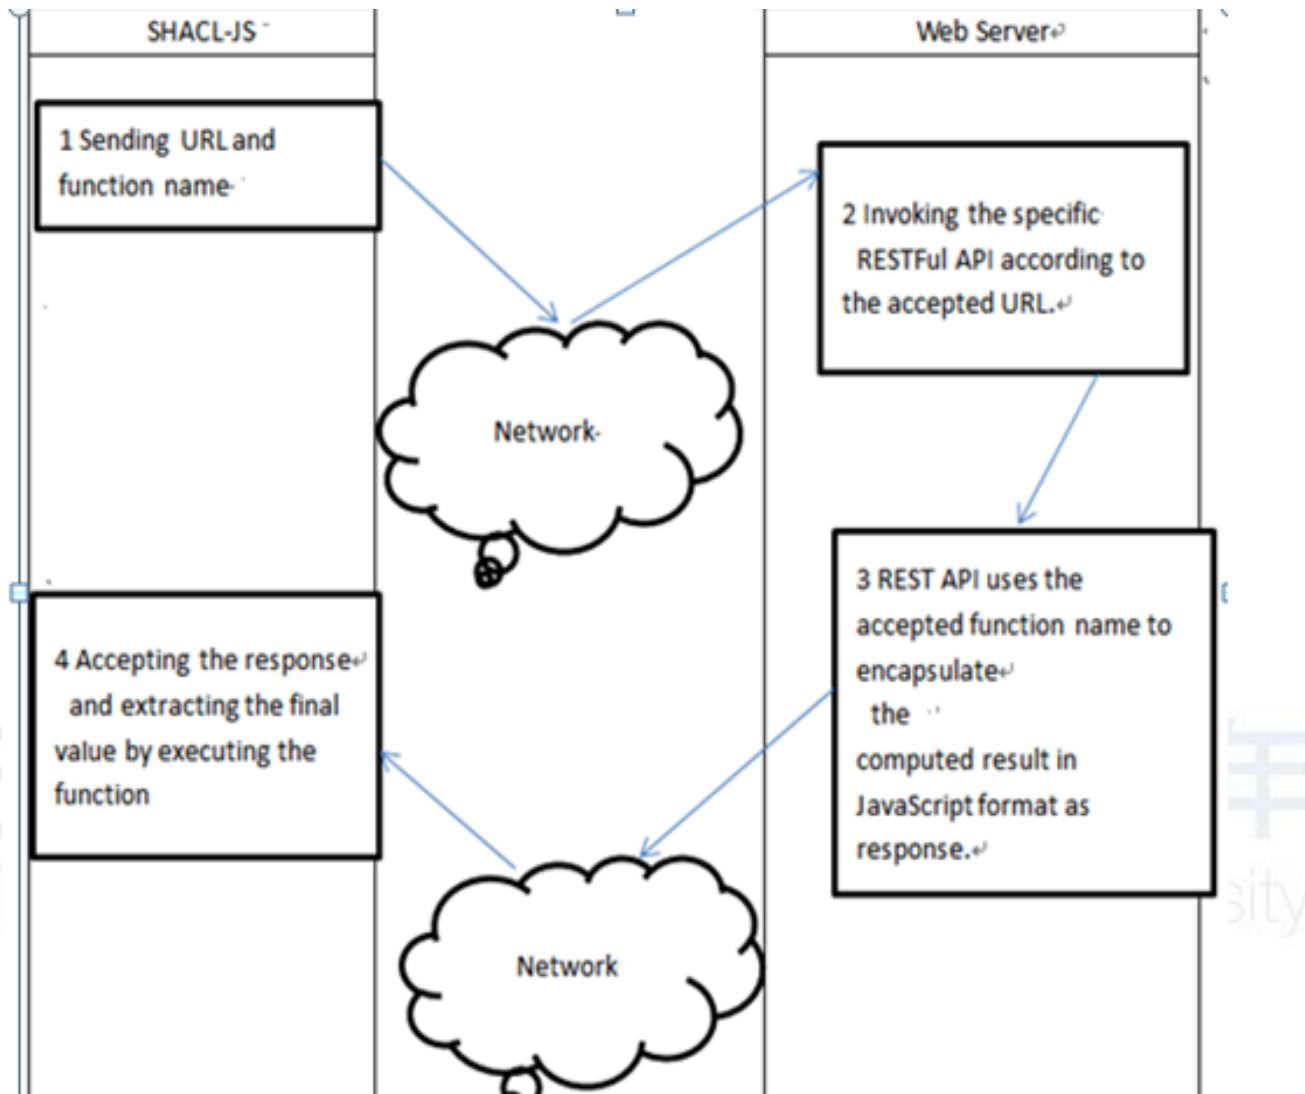 SHACL-JS
Web Server
1 Sending URL and
function name
2 Invoking the specific
RESTFul API according to
the accepted URL.
Network
3 REST API uses the
accepted function name to
encapsulate
the
computed result in
JavaScript format as
response.
4 Accepting the response
and extracting the final
value by executing the
function
Network
sity